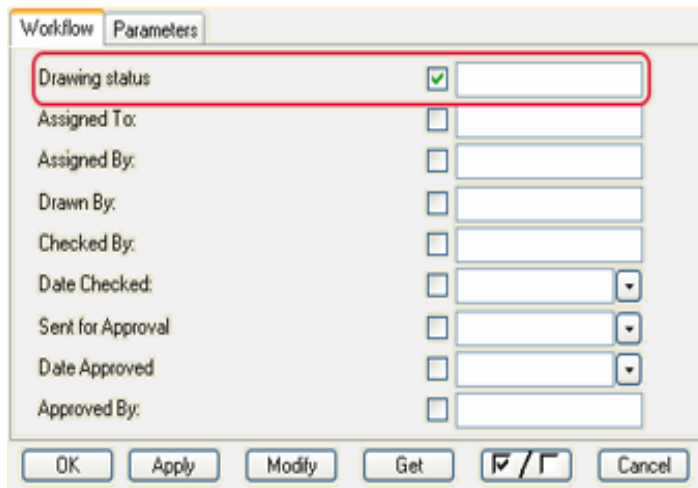 Workflow Parameters
Drawing status
Assigned To:
Assigned By:
Drawn By:
Checked By:
Date Checked:
Sent for Approval
Date Approved
Approved By:
OK Apply Modify Get / Cancel